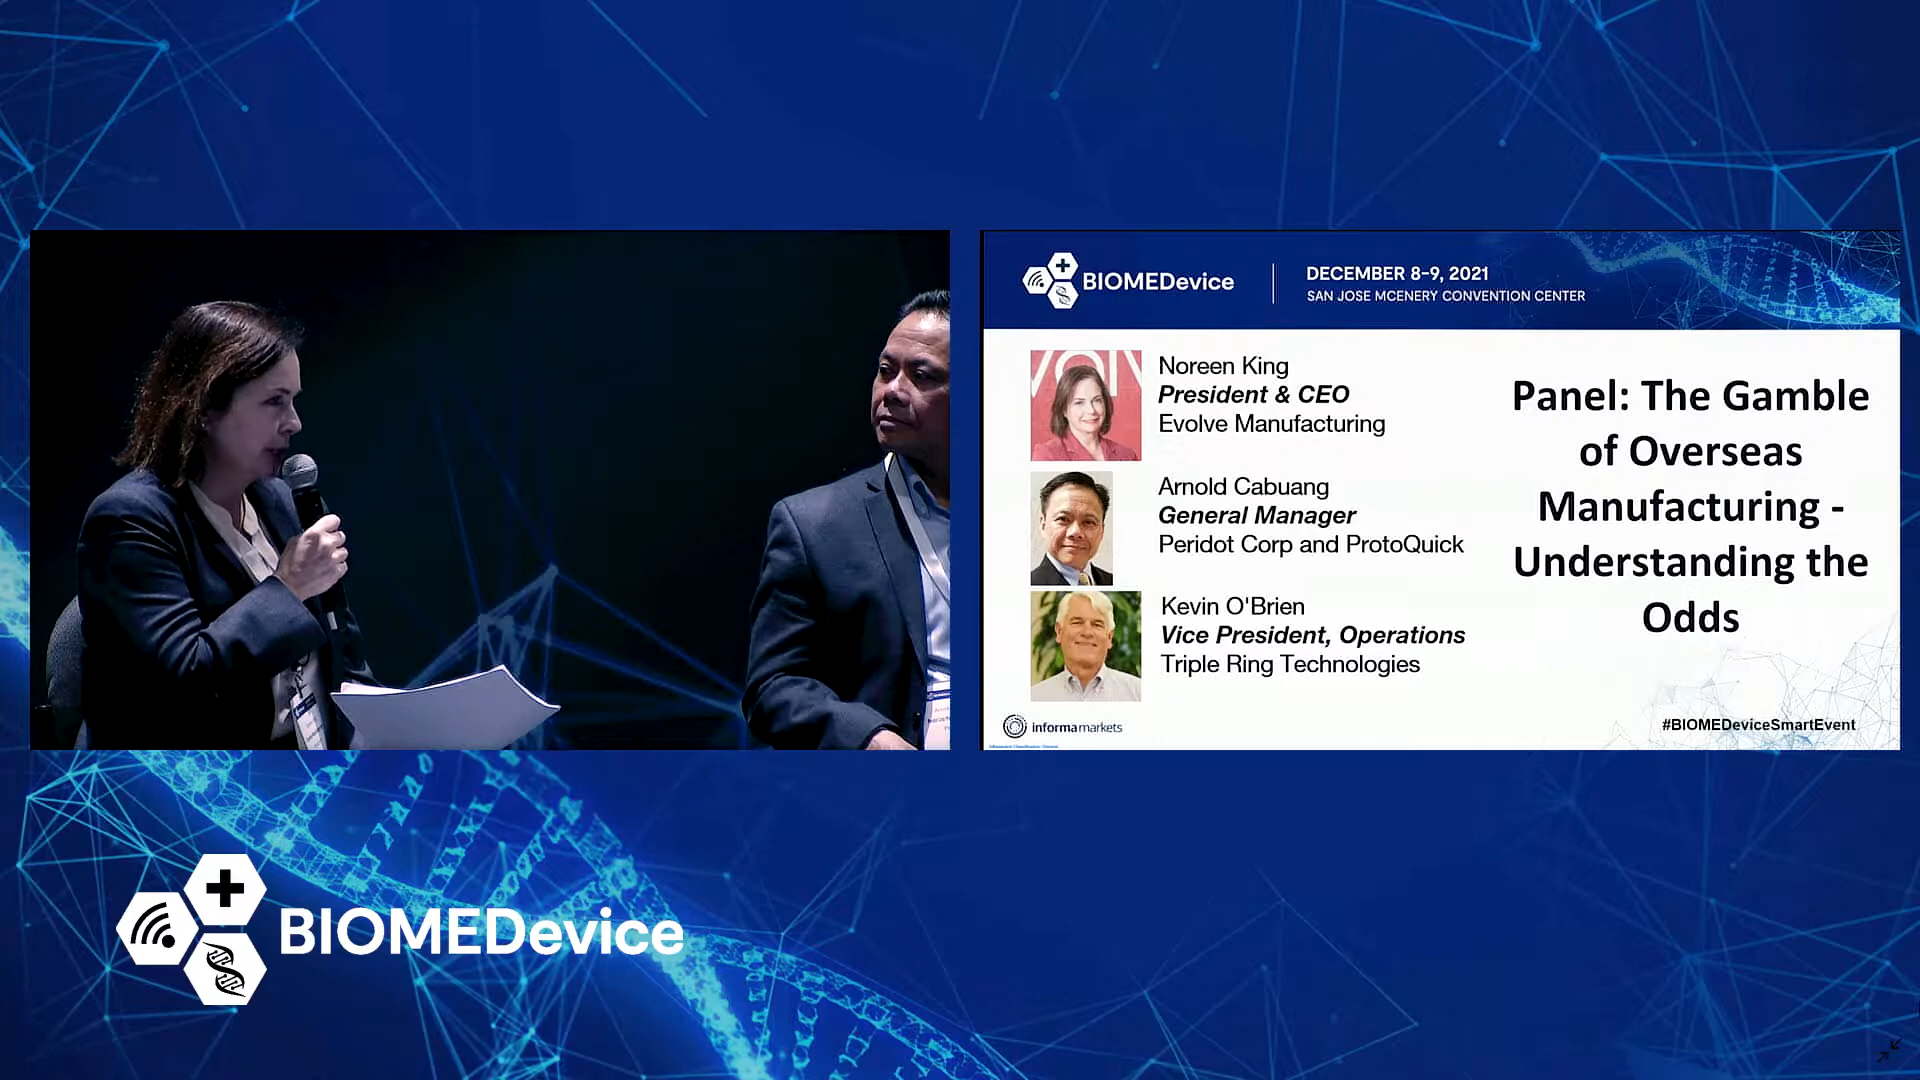 BIOMEDevice
DECEMBER 8-9, 2021
SAN JOSE MCENERY CONVENTION CENTER
Noreen King
President & CEO
Evolve Manufacturing
Arnold Cabuang
General Manager
Peridot Corp and ProtoQuick
Kevin O'Brien
Vice President, Operations
Triple Ring Technologies
Panel: The Gamble
of Overseas
Manufacturing -
Understanding the
Odds
informa markets
#BIOMEDeviceSmartEvent
BIOMEDevice